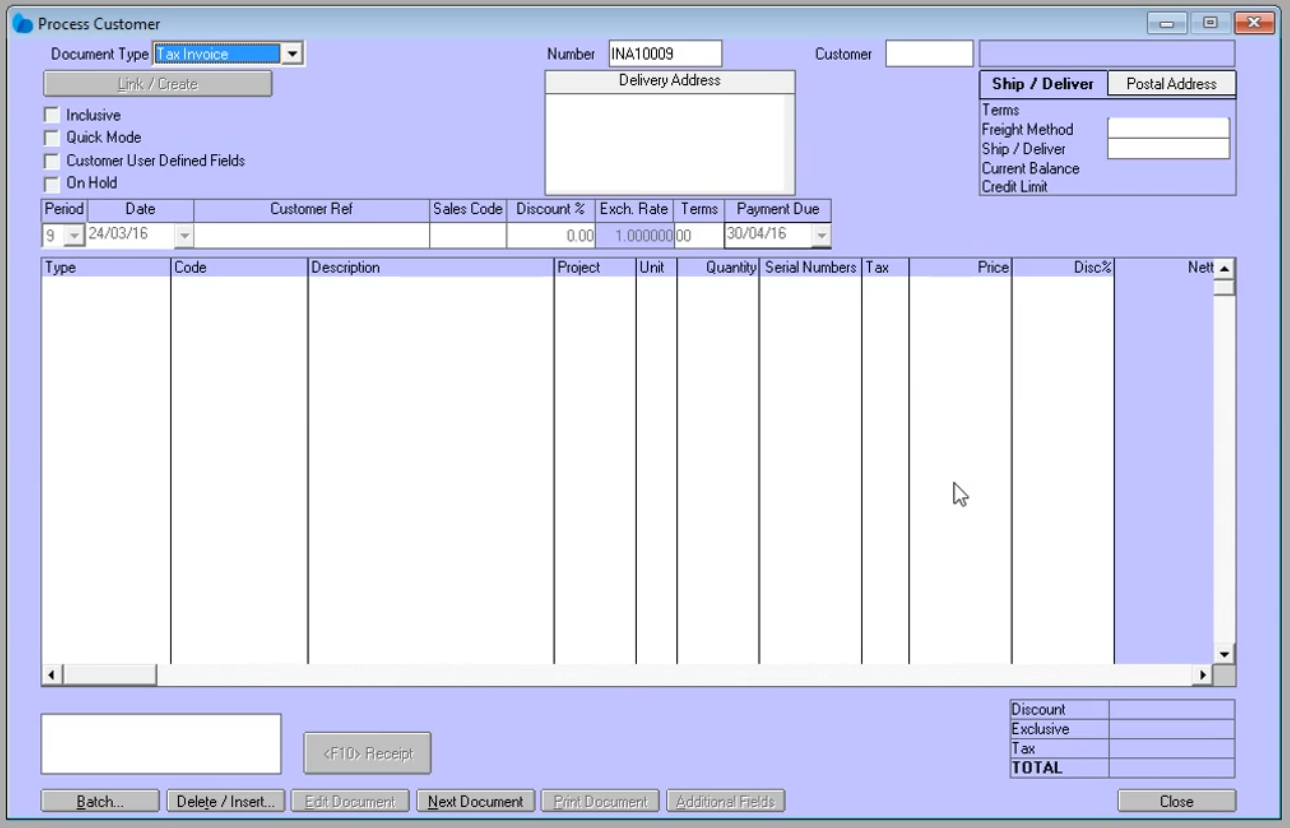 Process Customer
Document Type Tax Invoice Number INA10009 Customer
Link / Create Delivery Address Ship / Deliver Postal Address
Inclusive Terms
Quick Mode Freight Method
Customer User Defined Fields Ship / Deliver
On Hold Current Balance
Credit Limit
Period Date Customer Ref Sales Code Discount % Exch. Rate Terms Payment Due
9 24/03/16 0.00 1.000000 00 30/04/16
Type Code Description Project Unit Quantity Serial Numbers Tax Price Disc% Nett
Discount
Exclusive
<F10> Receipt Tax
TOTAL
Batch... Delete / Insert... Edit Document Next Document Print Document Additional Fields Close